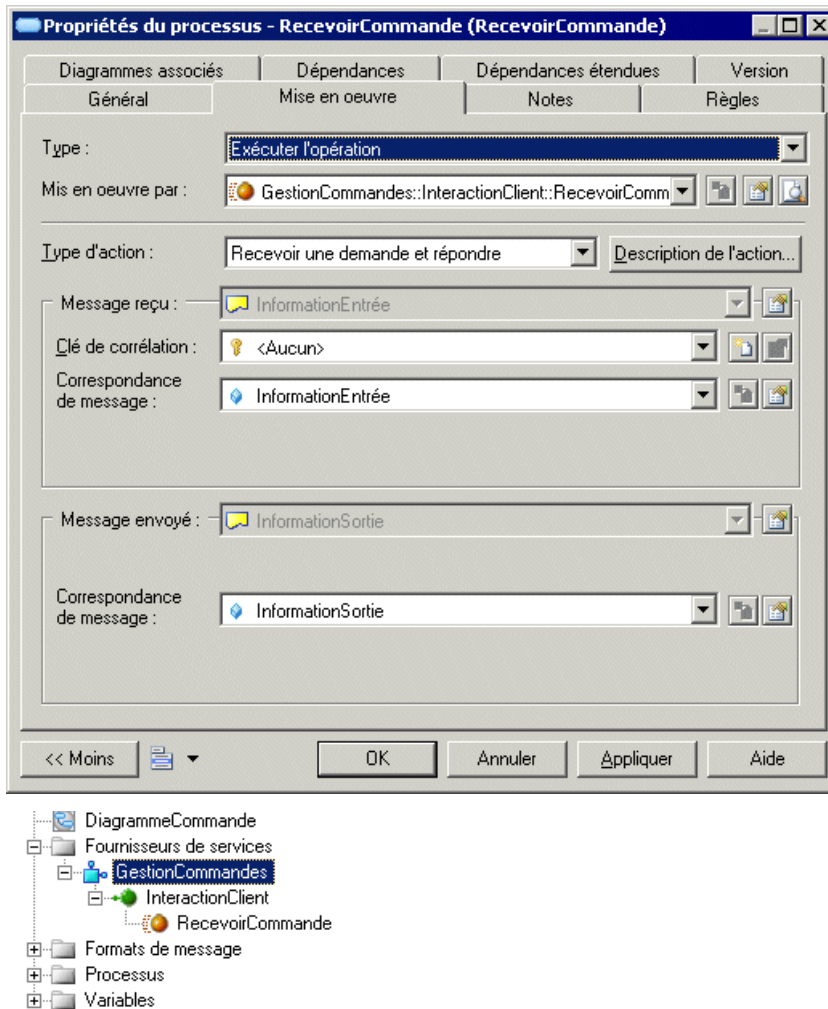 Propriétés du processus - RecevoirCommande (RecevoirCommande)
Diagrammes associés Dépendances Dépendances étendues Version
Général Mise en oeuvre Notes Règles
Type : Exécuter l'opération
Mis en oeuvre par : GestionCommandes::InteractionClient::RecevoirComm
Type d'action : Recevoir une demande et répondre Description de l'action...
Message reçu : InformationEntrée
Clé de corrélation : <Aucun>
Correspondance
de message : InformationEntrée
Message envoyé : InformationSortie
Correspondance
de message : InformationSortie
<< Moins OK Annuler Appliquer Aide
DiagrammeCommande
Fournisseurs de services
GestionCommandes
InteractionClient
RecevoirCommande
Formats de message
Processus
Variables